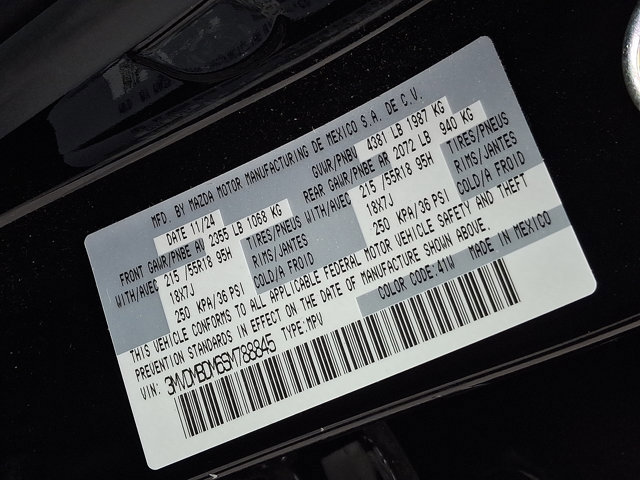 MFD. BY MAZDA MOTOR MANUFACTURING DE MEXICO S.A. DE C.V.
DATE 11/24 GVWR/PNBV 4381 LB 1987 KG
FRONT GAWR/PNBE AV 2355 LB 1068 KG REAR GAWR/PNBE AR 2072 LB 940 KG
WITH/AVEC 215 /55R18 95H TIRES/PNEUS WITH/AVEC 215 /55R18 95H TIRES/PNEUS
18X7J RIMS/JANTES 18X7J RIMS/JANTES
250 KPA/36 PSI COLD/A FROID 250 KPA/36 PSI COLD/A FROID
THIS VEHICLE CONFORMS TO ALL APPLICABLE FEDERAL MOTOR VEHICLE SAFETY AND THEFT
PREVENTION STANDARDS IN EFFECT ON THE DATE OF MANUFACTURE SHOWN ABOVE.
COLOR CODE:41W MADE IN MEXICO
VIN: 3MVDMBDM6SM788845 TYPE:MPV